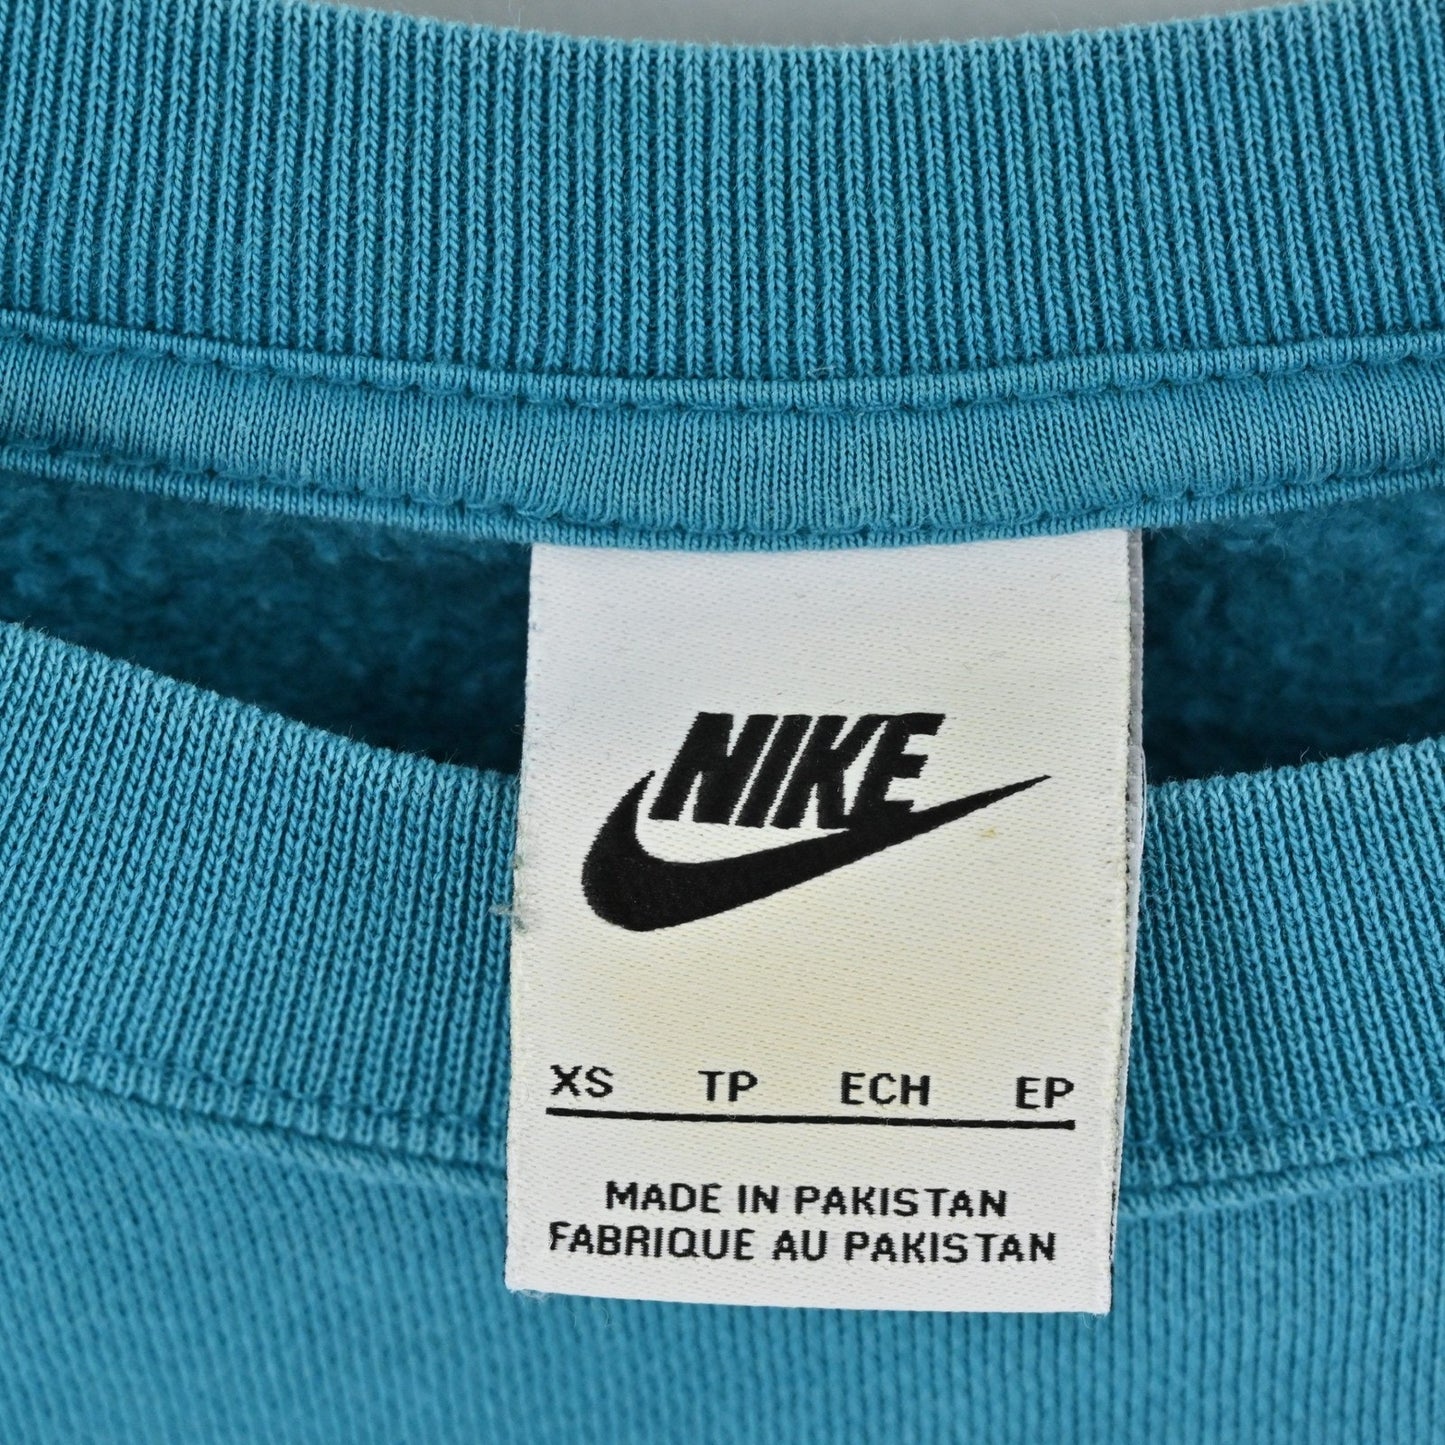 NIKE
XS TP ECH EP
MADE IN PAKISTAN
FABRIQUE AU PAKISTAN